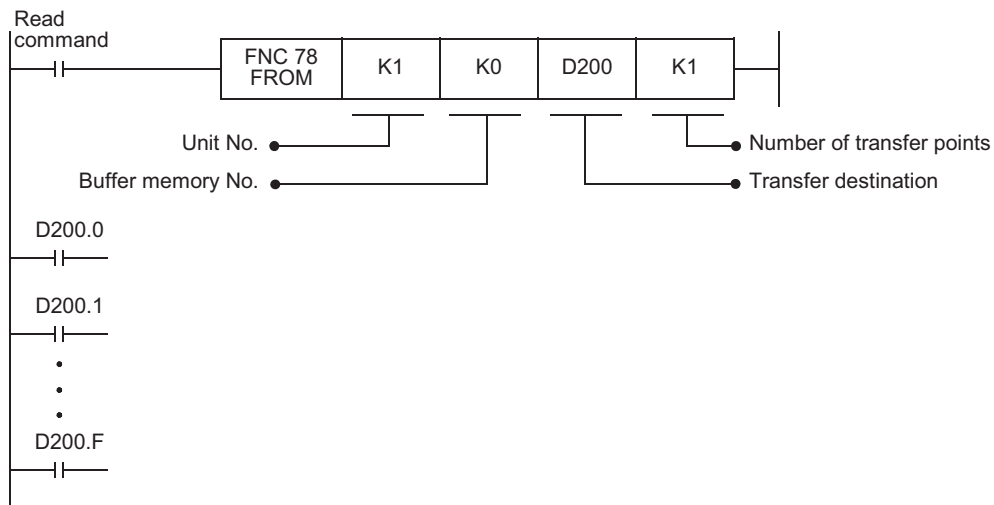 Read
command
FNC 78
FROM
K1
K0
D200
K1
Unit No.
Number of transfer points
Buffer memory No.
Transfer destination
D200.0
D200.1
D200.F